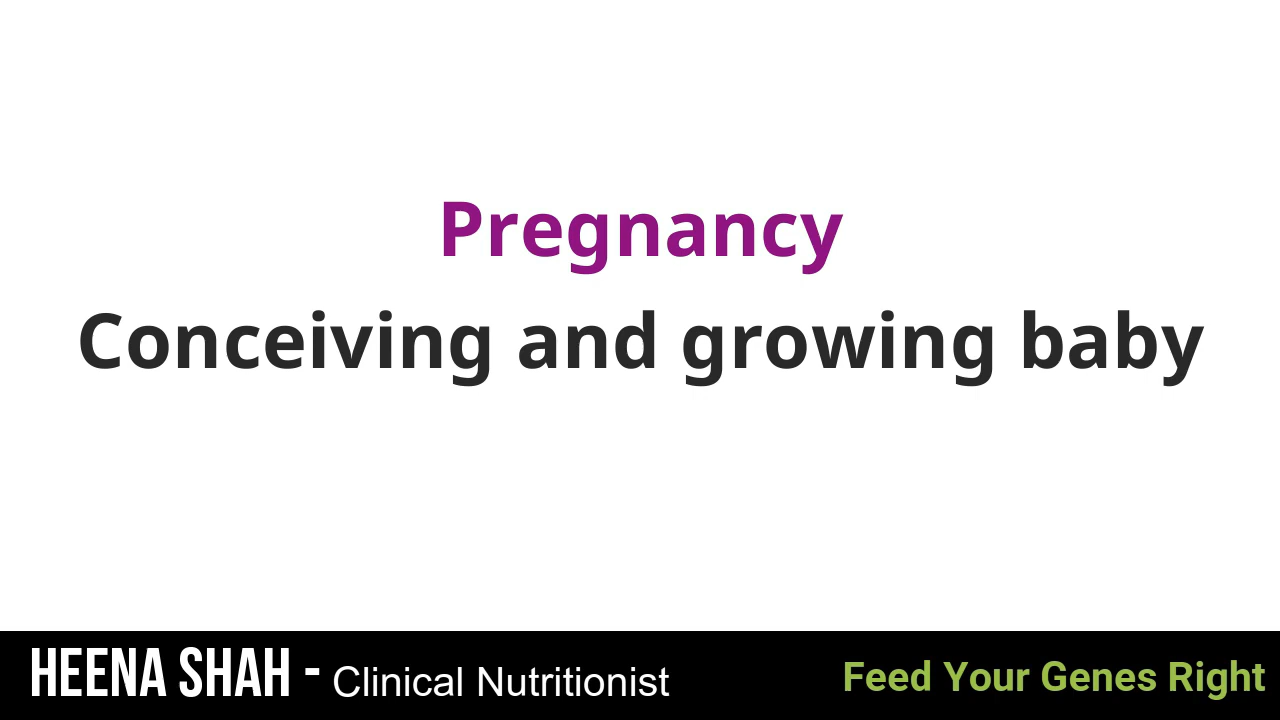 Pregnancy
Conceiving and growing baby
HEENA SHAH - Clinical Nutritionist
Feed Your Genes Right